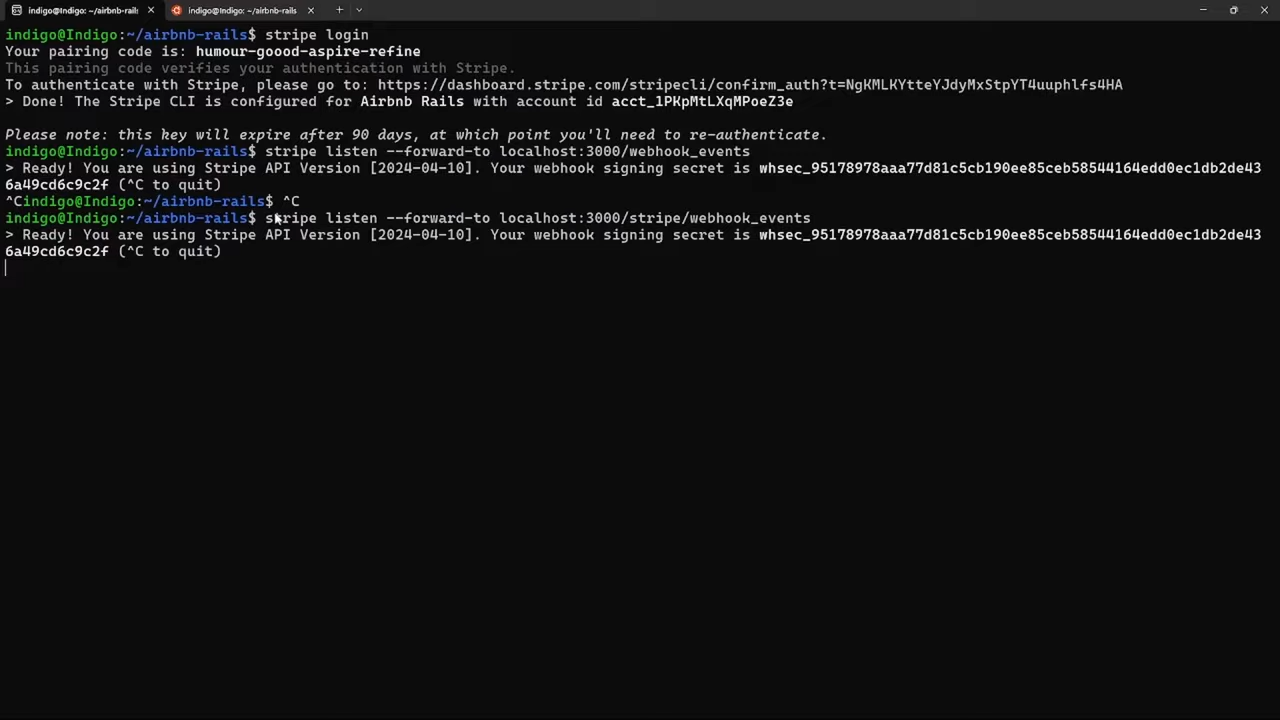 indigo@Indigo: ~/airbnb-rails
indigo@Indigo: ~/airbnb-rails
indigo@Indigo:~/airbnb-rails$ stripe login
Your pairing code is: humour-goood-aspire-refine
This pairing code verifies your authentication with Stripe.
To authenticate with Stripe, please go to: https://dashboard.stripe.com/stripecli/confirm_auth?t=NgKMLKYtteYJdyMxStpYT4uuphlfs4HA
> Done! The Stripe CLI is configured for Airbnb Rails with account id acct_1PKpMtLXqMPoeZ3e
Please note: this key will expire after 90 days, at which point you'll need to re-authenticate.
indigo@Indigo:~/airbnb-rails$ stripe listen --forward-to localhost:3000/webhook_events
> Ready! You are using Stripe API Version [2024-04-10]. Your webhook signing secret is whsec_95178978aaa77d81c5cb190ee85ceb58544164edd0ec1db2de43
6a49cd6c9c2f (^C to quit)
^Cindigo@Indigo:~/airbnb-rails$ ^C
indigo@Indigo:~/airbnb-rails$ stripe listen --forward-to localhost:3000/stripe/webhook_events
> Ready! You are using Stripe API Version [2024-04-10]. Your webhook signing secret is whsec_95178978aaa77d81c5cb190ee85ceb58544164edd0ec1db2de43
6a49cd6c9c2f (^C to quit)